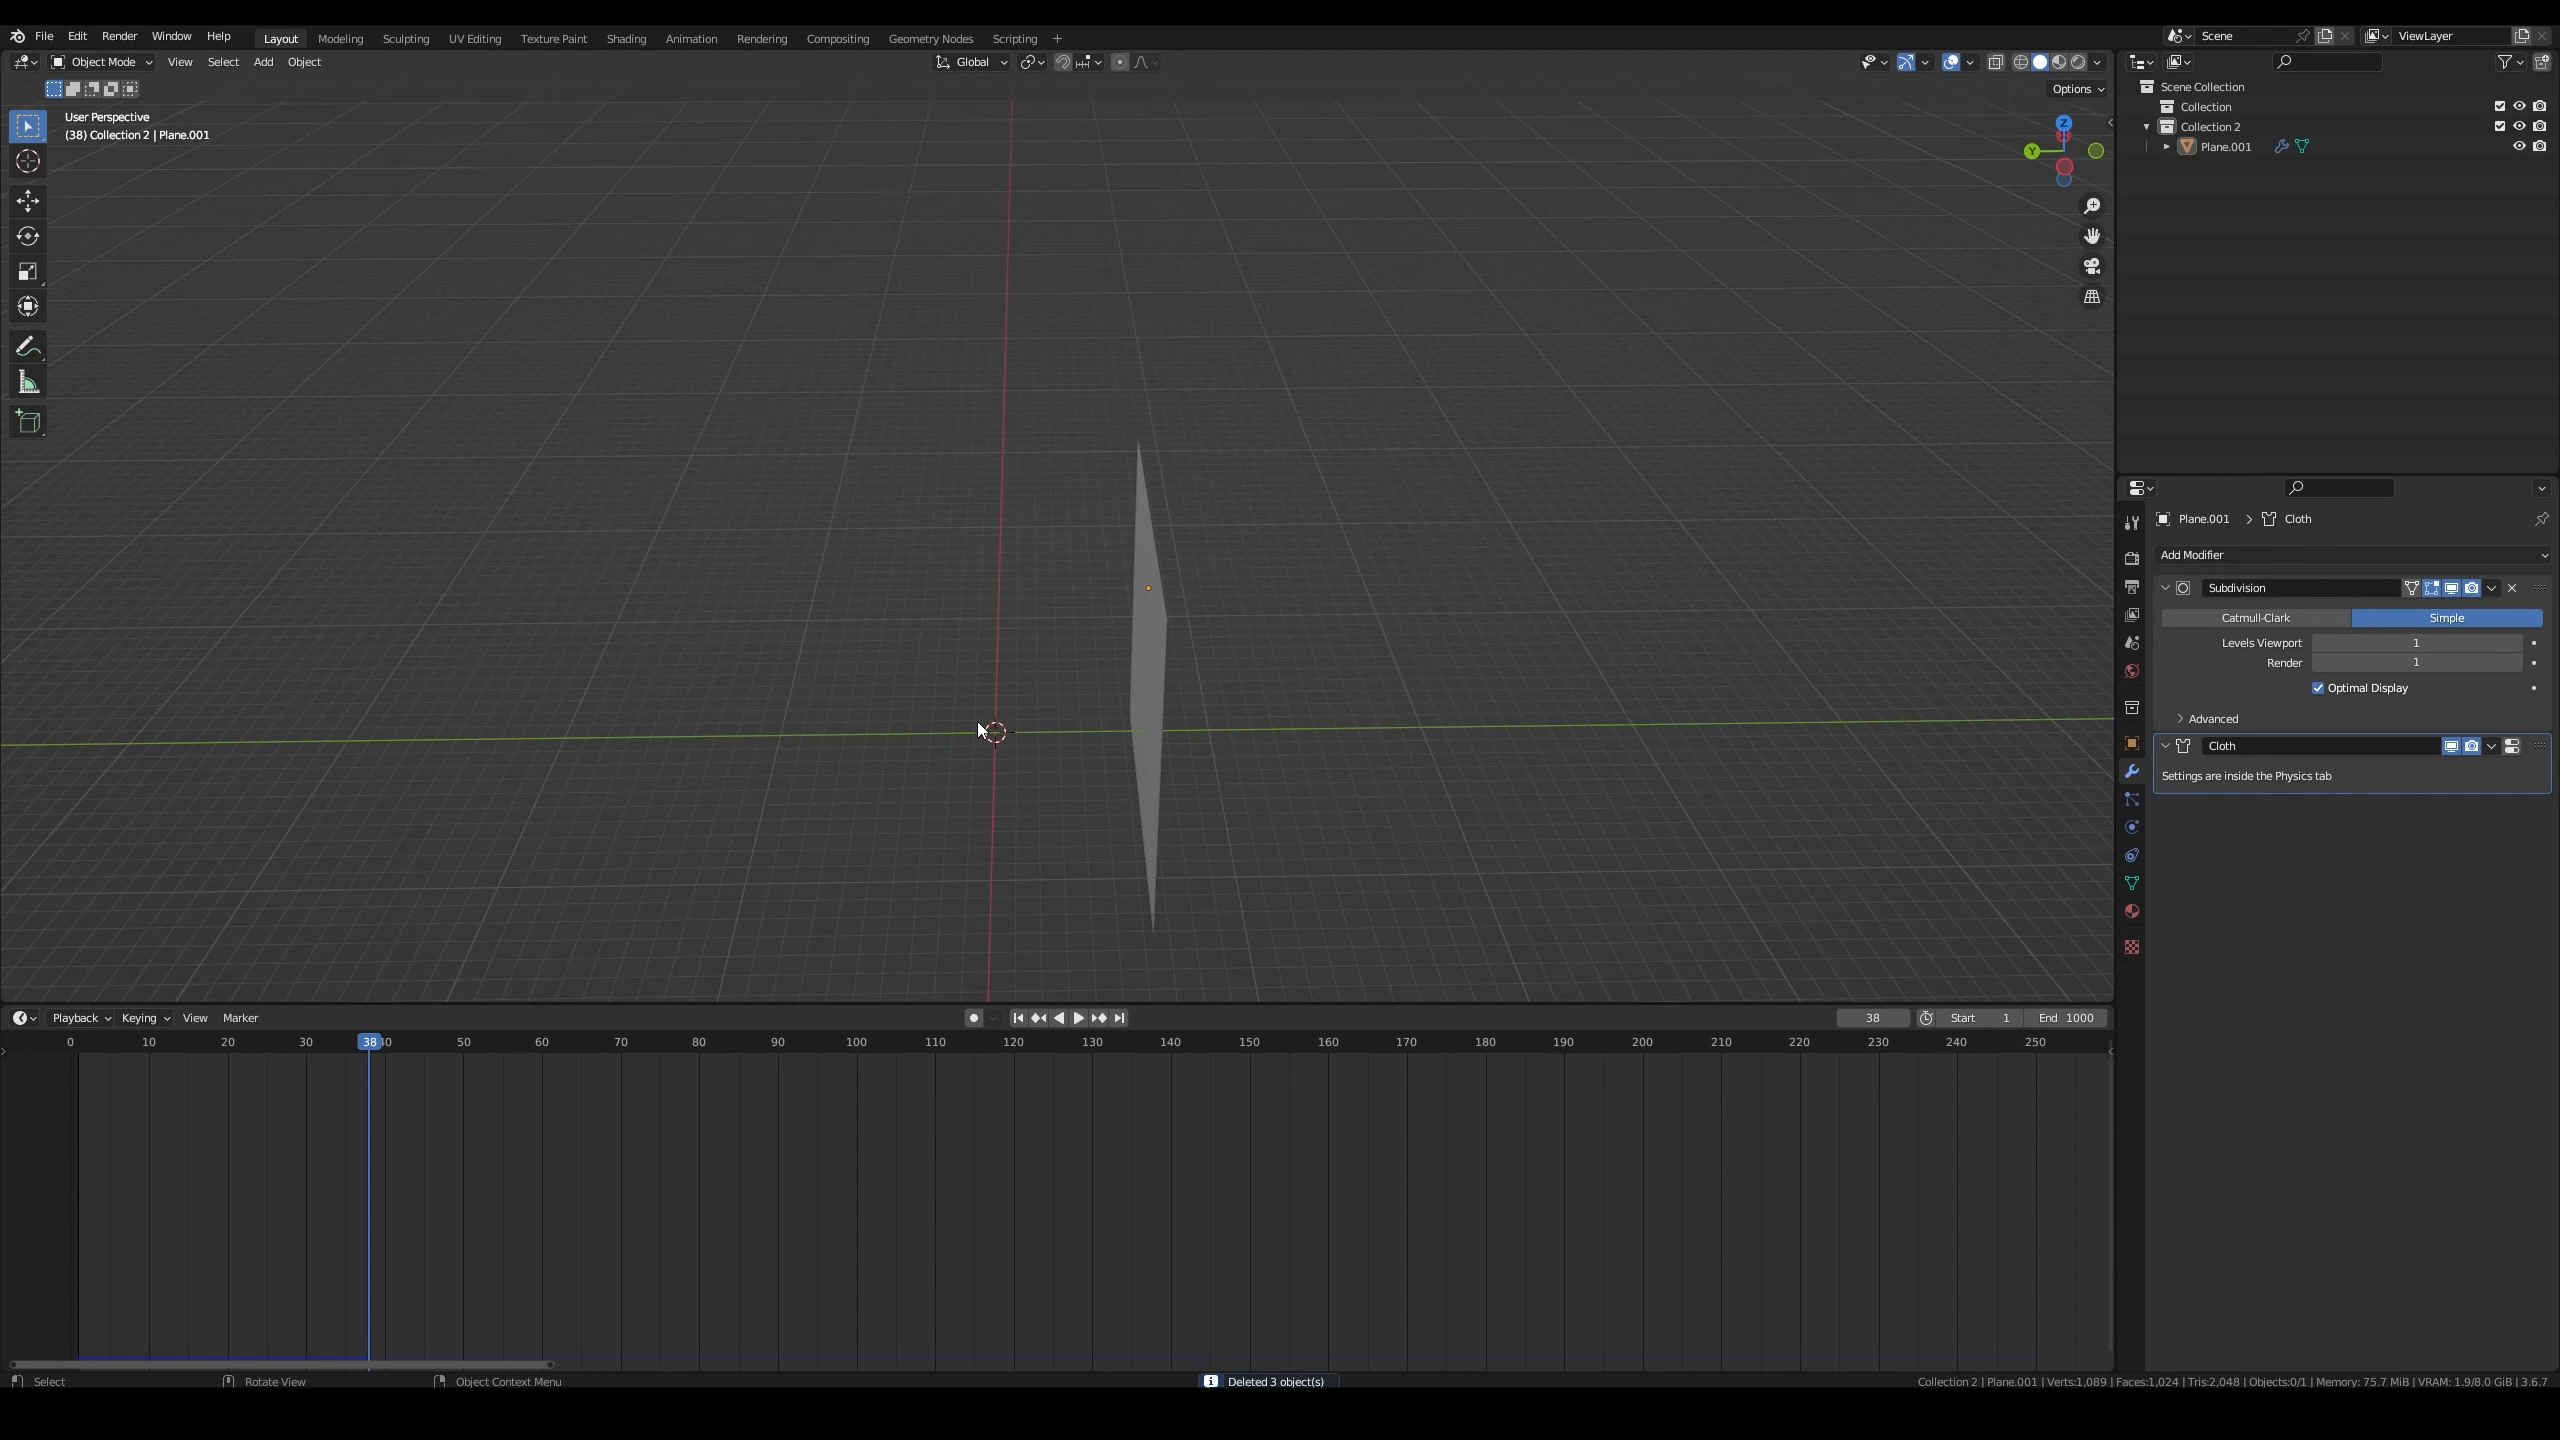 File Edit Render Window Help Layout Modeling Sculpting UV Editing Texture Paint Shading Animation Rendering Compositing Geometry Nodes Scripting + Scene ViewLayer
Object Mode View Select Add Object Global
Options
User Perspective
(38) Collection 2 | Plane.001
Z
Y
Scene Collection
Collection
Collection 2
Plane.001
Plane.001 > Cloth
Add Modifier
Subdivision
Catmull-Clark Simple
Levels Viewport 1
Render 1
Optimal Display
Advanced
Cloth
Settings are inside the Physics tab
Playback Keying View Marker 38 Start 1 End 1000
0 10 20 30 38 40 50 60 70 80 90 100 110 120 130 140 150 160 170 180 190 200 210 220 230 240 250
Select Rotate View Object Context Menu Deleted 3 object(s) Collection 2 | Plane.001 | Verts:1,089 | Faces:1,024 | Tris:2,048 | Objects:0/1 | Memory: 75.7 MiB | VRAM: 1.9/8.0 GiB | 3.6.7